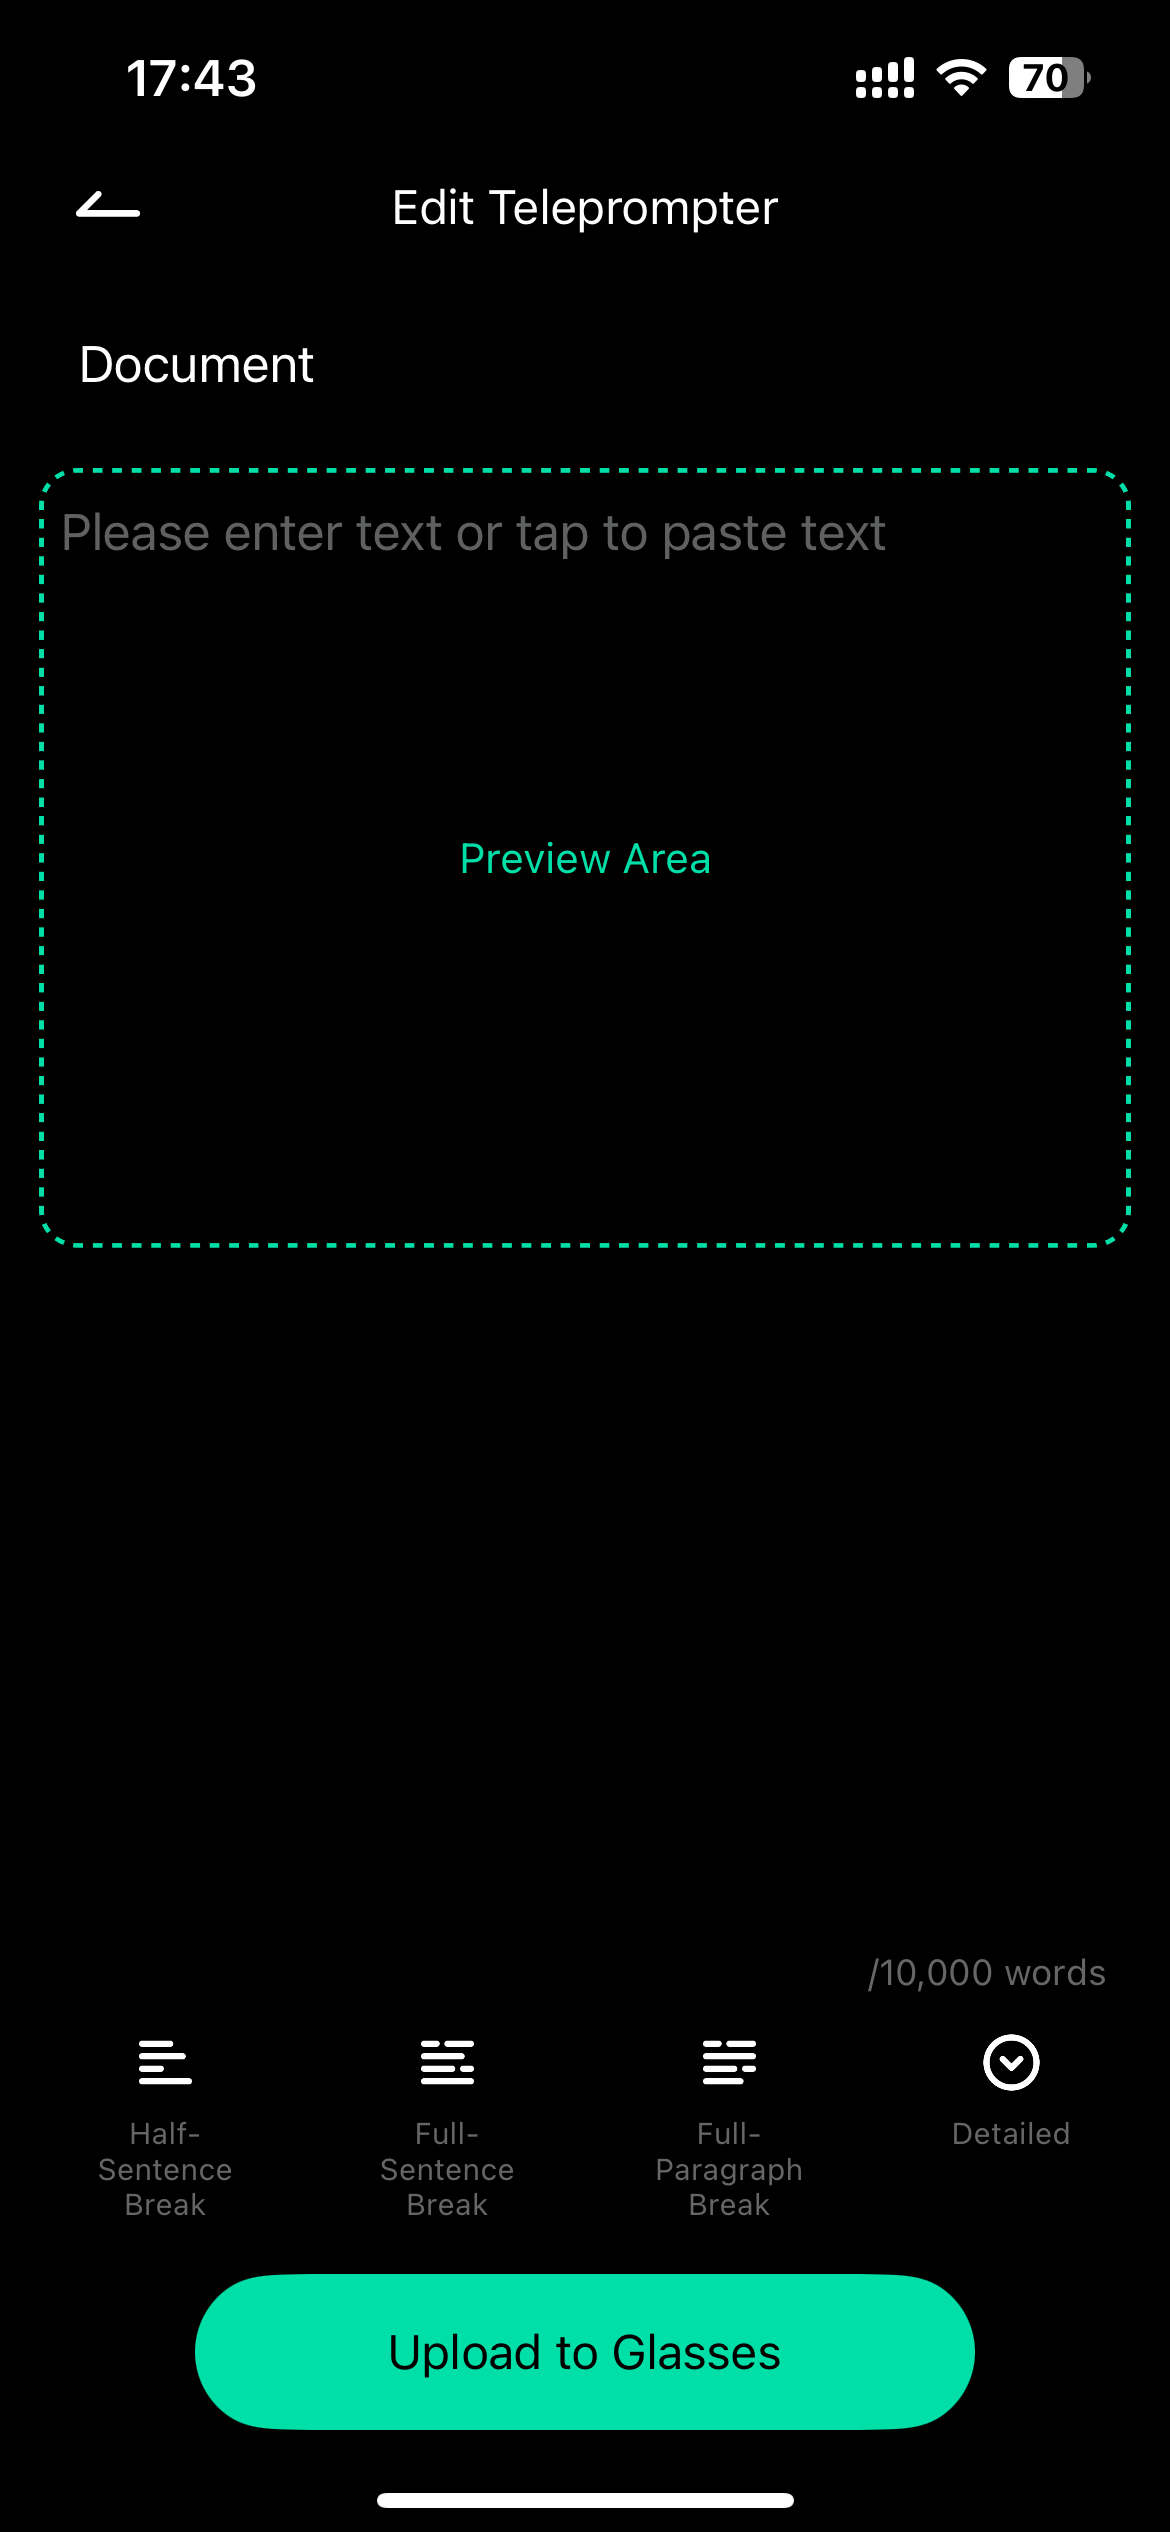 17:43
70
Edit Teleprompter
Document
Please enter text or tap to paste text
Preview Area
/10,000 words
Half-
Sentence
Break
Full-
Sentence
Break
Full-
Paragraph
Break
Detailed
Upload to Glasses